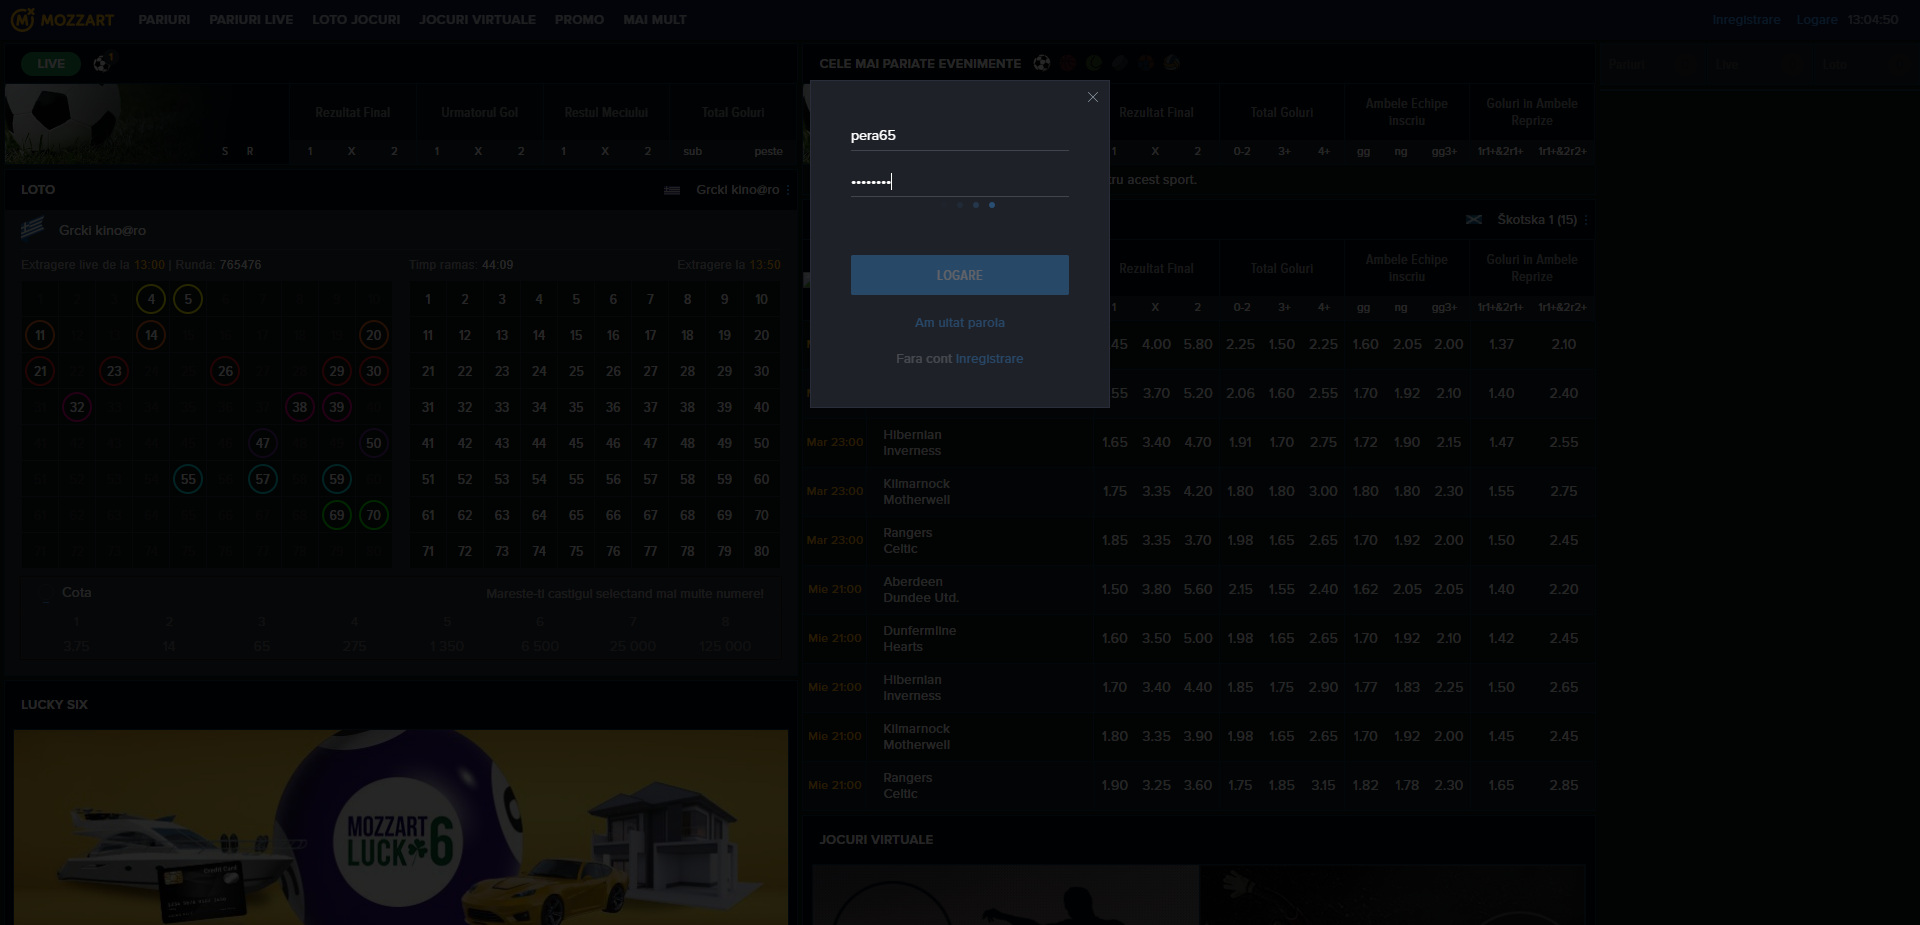 MOZZART PARIURI PARIURI LIVE LOTO JOCURI JOCURI VIRTUALE PROMO MAI MULT Inregistrare Logare 13:04:50
LIVE 1
Rezultat Final Urmatorul Gol Restul Meciului Total Goluri
S R 1 X 2 1 X 2 1 X 2 sub peste
LOTO Grcki kino@ro
Grcki kino@ro
Extragere live de la 13:00 | Runda: 765476 Timp ramas: 44:09 Extragere la 13:50
4 5
11 14 20
21 23 26 29 30
32 38 39
47 50
55 57 59
69 70
1 2 3 4 5 6 7 8 9 10
11 12 13 14 15 16 17 18 19 20
21 22 23 24 25 26 27 28 29 30
31 32 33 34 35 36 37 38 39 40
41 42 43 44 45 46 47 48 49 50
51 52 53 54 55 56 57 58 59 60
61 62 63 64 65 66 67 68 69 70
71 72 73 74 75 76 77 78 79 80
Cota Mareste-ti castigul selectand mai multe numere!
1 2 3 4 5 6 7 8
3.75 14 65 275 1 350 6 500 25 000 125 000
LUCKY SIX
MOZZART
LUCK 6
Credit Card
pera65
••••••••
LOGARE
Am uitat parola
Fara cont Inregistrare
CELE MAI PARIATE EVENIMENTE
Rezultat Final Total Goluri Ambele Echipe inscriu Goluri in Ambele Reprize
1 X 2 0-2 3+ 4+ gg ng gg3+ 1r1+&2r1+ 1r1+&2r2+
tru acest sport.
Škotska 1 (15)
Rezultat Final Total Goluri Ambele Echipe inscriu Goluri in Ambele Reprize
1 X 2 0-2 3+ 4+ gg ng gg3+ 1r1+&2r1+ 1r1+&2r2+
.45 4.00 5.80 2.25 1.50 2.25 1.60 2.05 2.00 1.37 2.10
.55 3.70 5.20 2.06 1.60 2.55 1.70 1.92 2.10 1.40 2.40
Mar 23:00 Hibernian Inverness 1.65 3.40 4.70 1.91 1.70 2.75 1.72 1.90 2.15 1.47 2.55
Mar 23:00 Kilmarnock Motherwell 1.75 3.35 4.20 1.80 1.80 3.00 1.80 1.80 2.30 1.55 2.75
Mar 23:00 Rangers Celtic 1.85 3.35 3.70 1.98 1.65 2.65 1.70 1.92 2.00 1.50 2.45
Mie 21:00 Aberdeen Dundee Utd. 1.50 3.80 5.60 2.15 1.55 2.40 1.62 2.05 2.05 1.40 2.20
Mie 21:00 Dunfermline Hearts 1.60 3.50 5.00 1.98 1.65 2.65 1.70 1.92 2.10 1.42 2.45
Mie 21:00 Hibernian Inverness 1.70 3.40 4.40 1.85 1.75 2.90 1.77 1.83 2.25 1.50 2.65
Mie 21:00 Kilmarnock Motherwell 1.80 3.35 3.90 1.98 1.65 2.65 1.70 1.92 2.00 1.45 2.45
Mie 21:00 Rangers Celtic 1.90 3.25 3.60 1.75 1.85 3.15 1.82 1.78 2.30 1.65 2.85
JOCURI VIRTUALE
Pariuri Live Loto